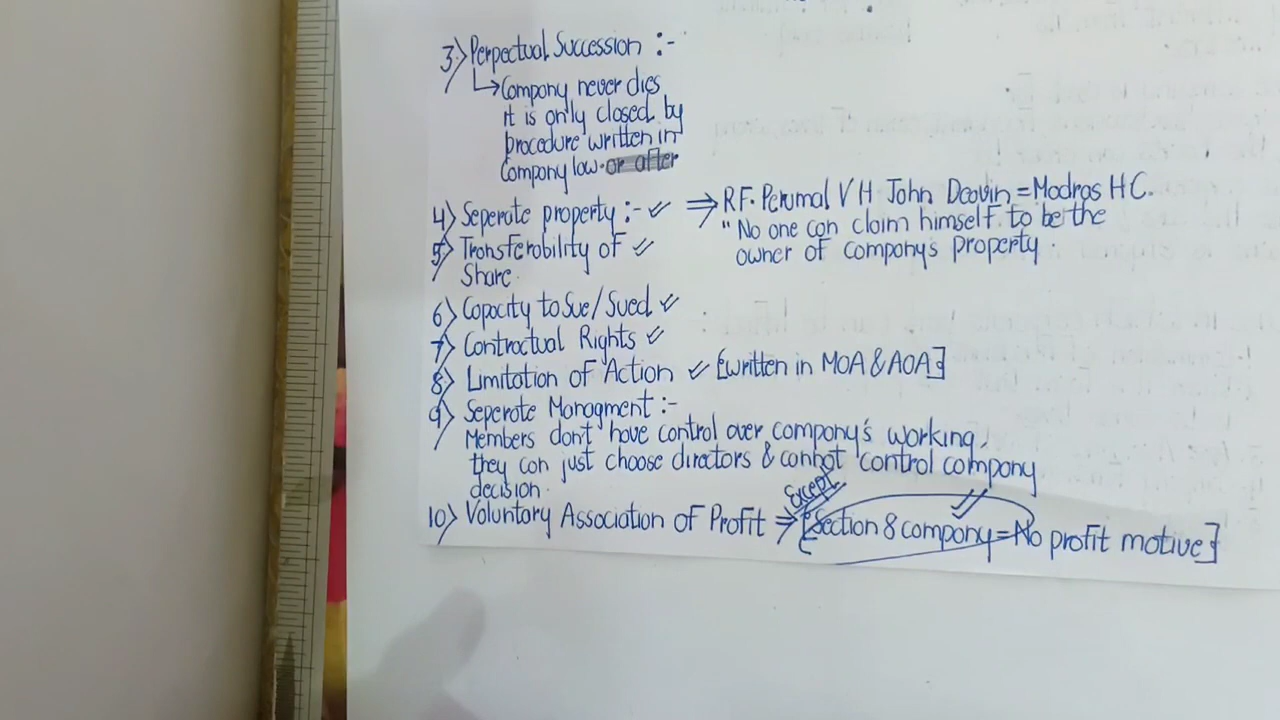 3) Perpectual Succession :-
↳ Company never dies
it is only closed by
procedure written in
Company low. or after
4) Seperate property :- ✓ ⇒ RF. Perumal V H John Deavin = Madras H C.
" No one can claim himself to be the
owner of company's property.
5) Transferability of ✓
Share.
6) Capacity to Sue / Sued ✓
7) Contractual Rights ✓
8) Limitation of Action ✓ [written in MOA & AOA]
9) Seperate Managment :-
Members don't have control over company's working,
they can just choose directors & cannot control company
decision.
Except
10) Voluntary Association of Profit ⇒ [Section 8 company = No profit motive]